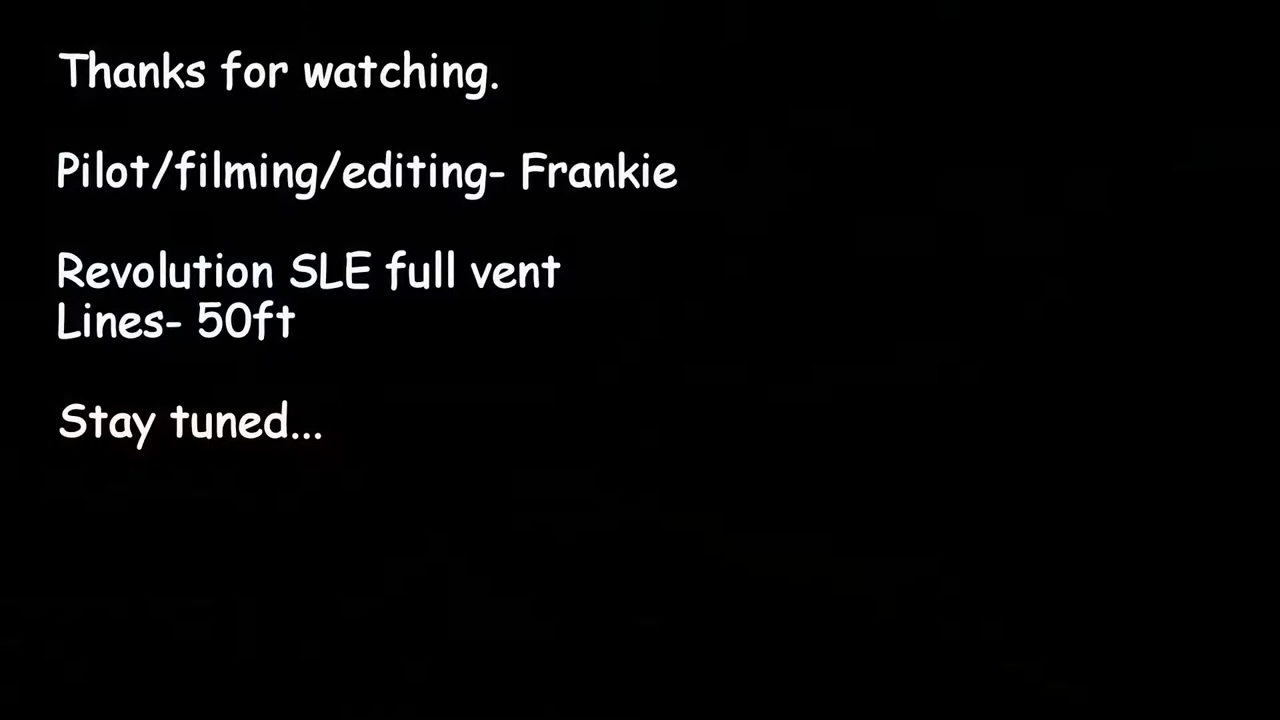 Thanks for watching.
Pilot/filming/editing- Frankie
Revolution SLE full vent
Lines- 50ft
Stay tuned...